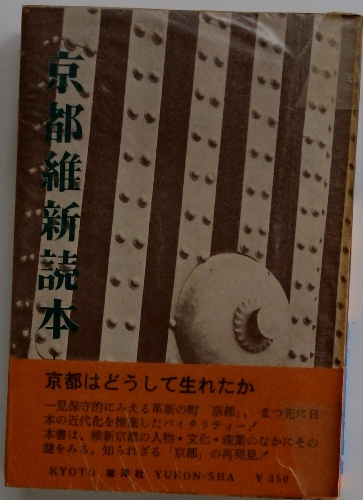 京都維新読本
京都はどうして生れたか
一見保守的にみえる革新の町「京都」、まつ先に日
本の近代化を推進したバイタリティー!
本書は、維新京都の人物・文化・産業のなかにその
謎をみる。知られざる「京都」の再発見!
KYOTO 雄渾社 YUKON-SHA ¥350